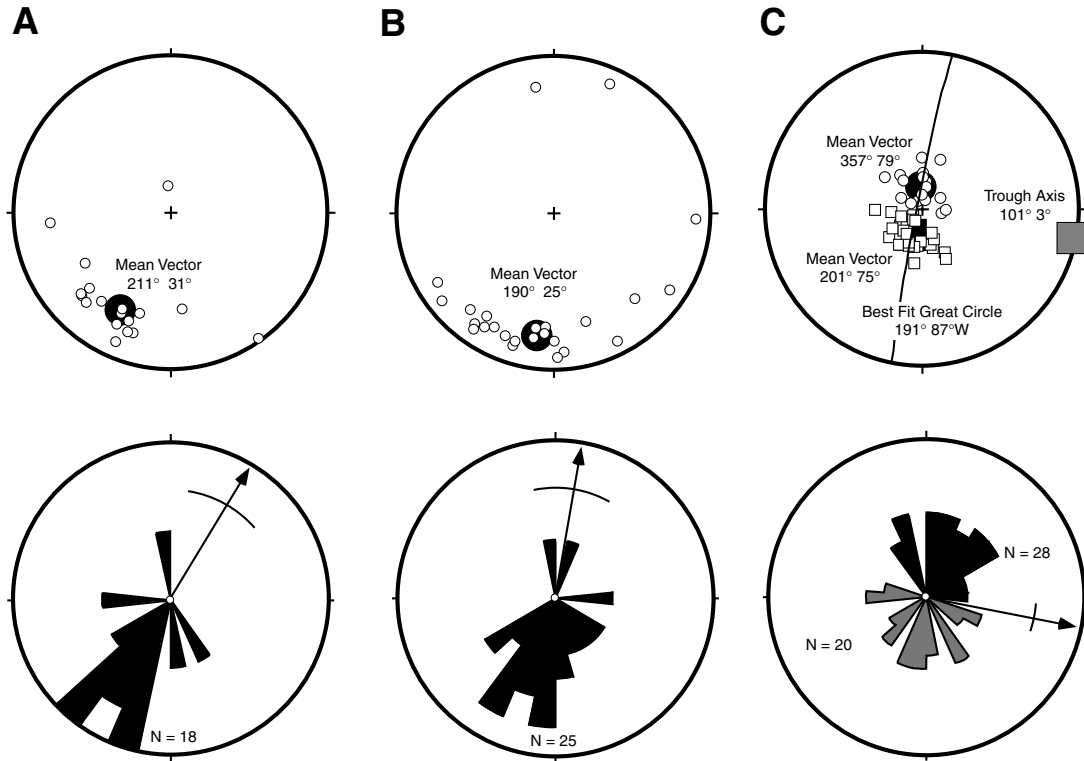 A
B
C
Mean Vector
211° 31°
Mean Vector
190° 25°
Mean Vector
357° 79°
Trough Axis
101° 3°
Mean Vector
201° 75°
Best Fit Great Circle
191° 87°W
N = 18
N = 25
N = 28
N = 20